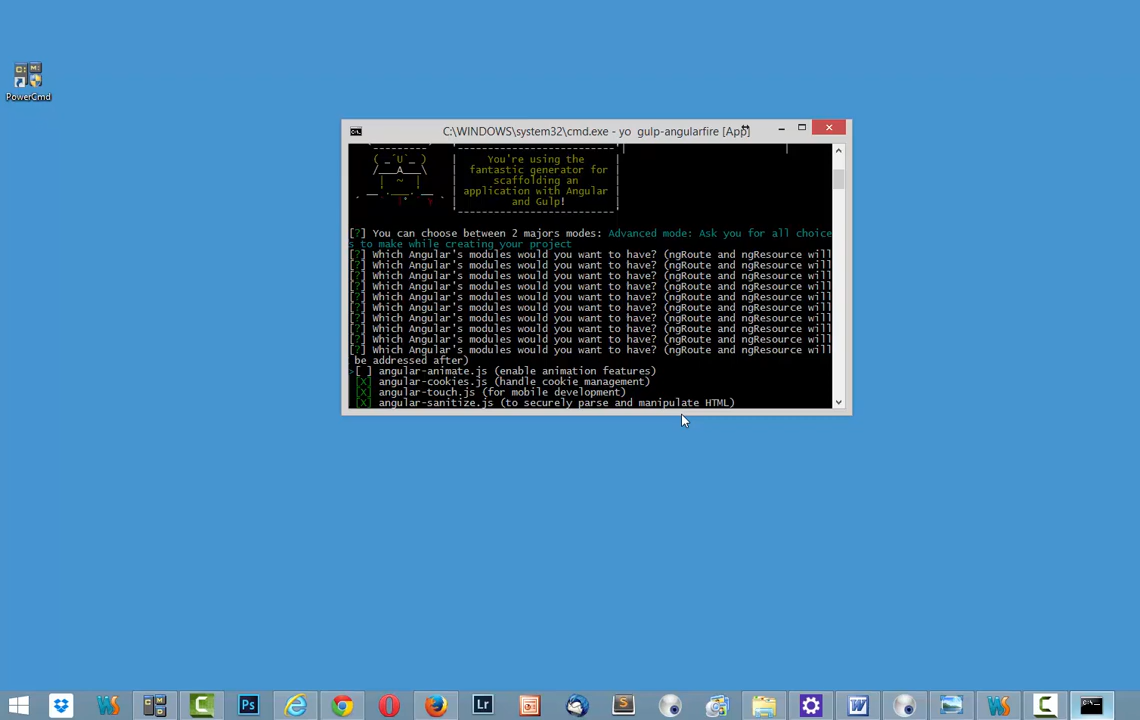 PowerCmd
C:\WINDOWS\system32\cmd.exe - yo gulp-angularfire [App]
You're using the
fantastic generator for
scaffolding an
application with Angular
and Gulp!
[?] You can choose between 2 majors modes: Advanced mode: Ask you for all choice
s to make while creating your project
[?] Which Angular's modules would you want to have? (ngRoute and ngResource will
[?] Which Angular's modules would you want to have? (ngRoute and ngResource will
[?] Which Angular's modules would you want to have? (ngRoute and ngResource will
[?] Which Angular's modules would you want to have? (ngRoute and ngResource will
[?] Which Angular's modules would you want to have? (ngRoute and ngResource will
[?] Which Angular's modules would you want to have? (ngRoute and ngResource will
[?] Which Angular's modules would you want to have? (ngRoute and ngResource will
[?] Which Angular's modules would you want to have? (ngRoute and ngResource will
[?] Which Angular's modules would you want to have? (ngRoute and ngResource will
[?] Which Angular's modules would you want to have? (ngRoute and ngResource will
be addressed after)
>[ ] angular-animate.js (enable animation features)
[X] angular-cookies.js (handle cookie management)
[X] angular-touch.js (for mobile development)
[X] angular-sanitize.js (to securely parse and manipulate HTML)